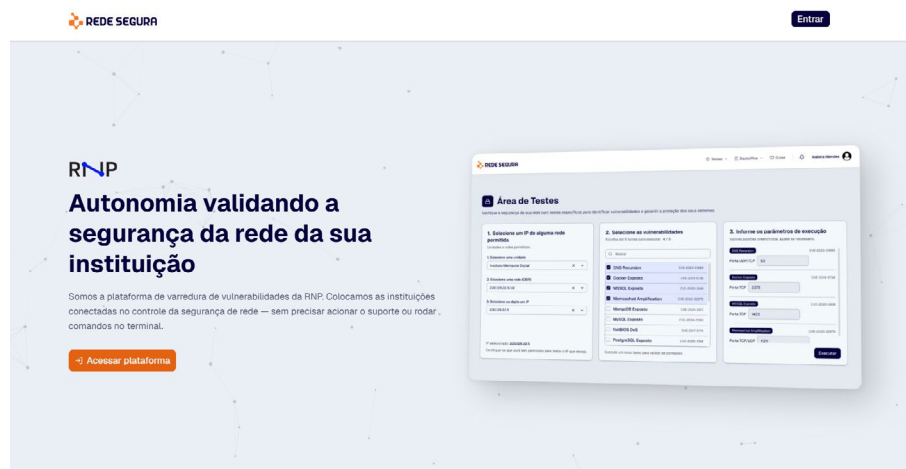 REDE SEGURA
Entrar
RNP
Autonomia validando a
segurança da rede da sua
instituição
Somos a plataforma de varredura de vulnerabilidades da RNP. Colocamos as instituições
conectadas no controle da segurança de rede — sem precisar acionar o suporte ou rodar
comandos no terminal.
Acessar plataforma
REDE SEGURA
Área de Testes
1. Selecione um IP de alguma rede
permitida
2. Selecione as vulnerabilidades
Buscar
DNS Recursivo
Docker Exposto
MSSQL Exposto
Memcached Amplification
MongoDB Exposto
MySQL Exposto
NetBIOS DoS
PostgreSQL Exposto
3. Informe os parâmetros de execução
Executar